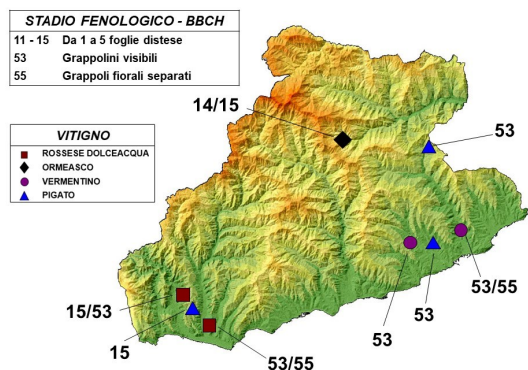 STADIO FENOLOGICO - BBCH
11 - 15 Da 1 a 5 foglie distese
53 Grappolini visibili
55 Grappoli fiorali separati
14/15
53
VITIGNO
ROSSESE DOLCEACQUA
ORMEASCO
VERMENTINO
PIGATO
53/55
15/53
53
53
15
53/55